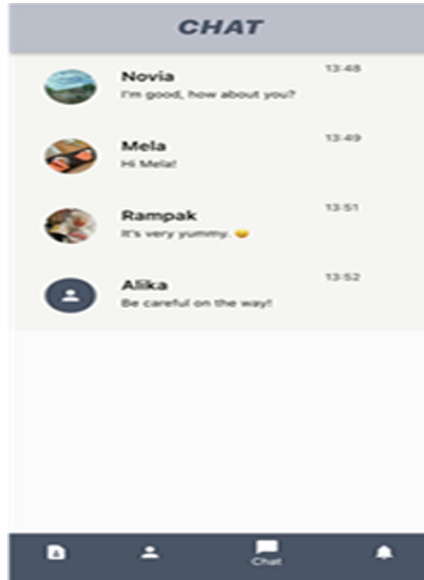 CHAT
Novia
13:48
I'm good, how about you?
Mela
13:49
Hi Mela!
Rampak
13:51
It's very yummy. 😀
Alika
13:52
Be careful on the way!
Chat